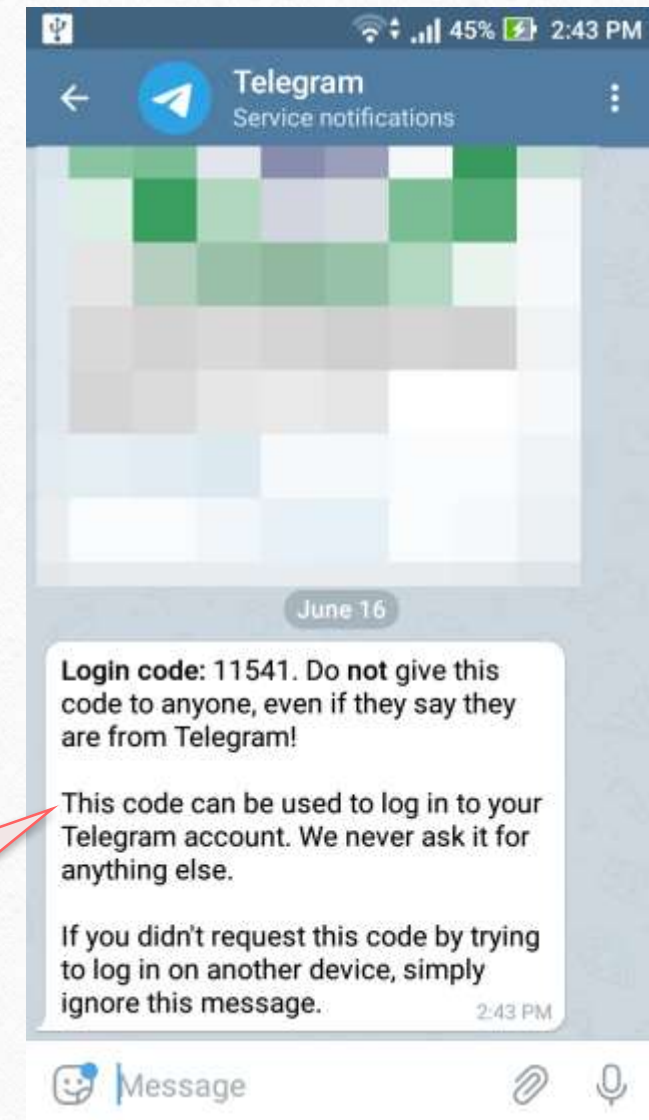 45% 2:43 PM
Telegram
Service notifications
June 16
Login code: 11541. Do not give this
code to anyone, even if they say they
are from Telegram!
This code can be used to log in to your
Telegram account. We never ask it for
anything else.
If you didn't request this code by trying
to log in on another device, simply
ignore this message.
2:43 PM
Message